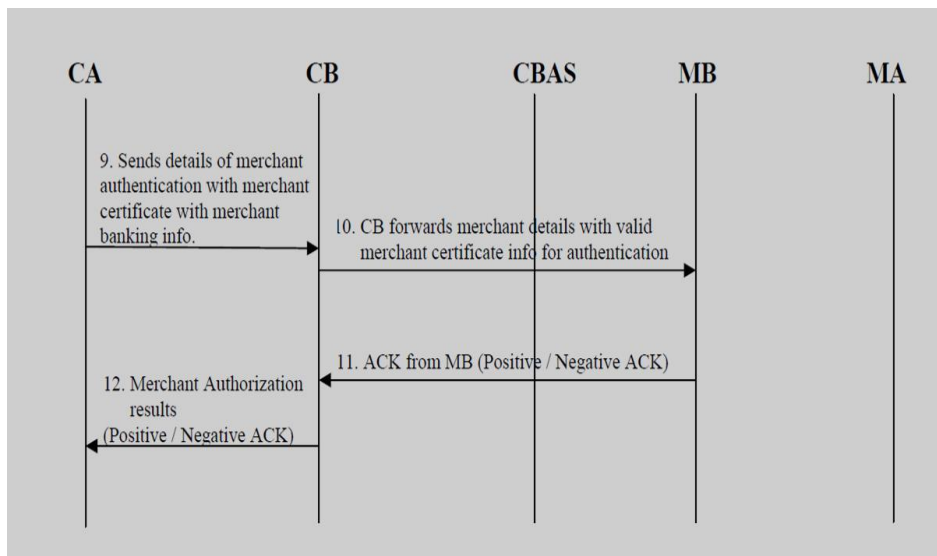 CA CB CBAS MB MA
9. Sends details of merchant
authentication with merchant
certificate with merchant
banking info.
10. CB forwards merchant details with valid
merchant certificate info for authentication
11. ACK from MB (Positive / Negative ACK)
12. Merchant Authorization
results
(Positive / Negative ACK)